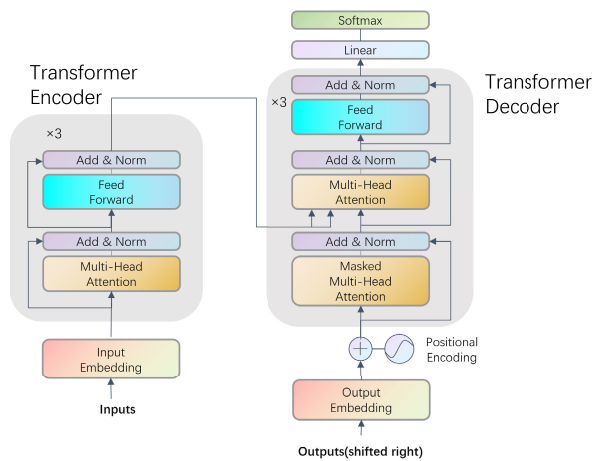 Transformer
Encoder
×3
Add & Norm
Feed
Forward
Add & Norm
Multi-Head
Attention
Input
Embedding
Inputs
Softmax
Linear
Transformer
Decoder
×3
Add & Norm
Feed
Forward
Add & Norm
Multi-Head
Attention
Add & Norm
Masked
Multi-Head
Attention
Positional
Encoding
Output
Embedding
Outputs(shifted right)